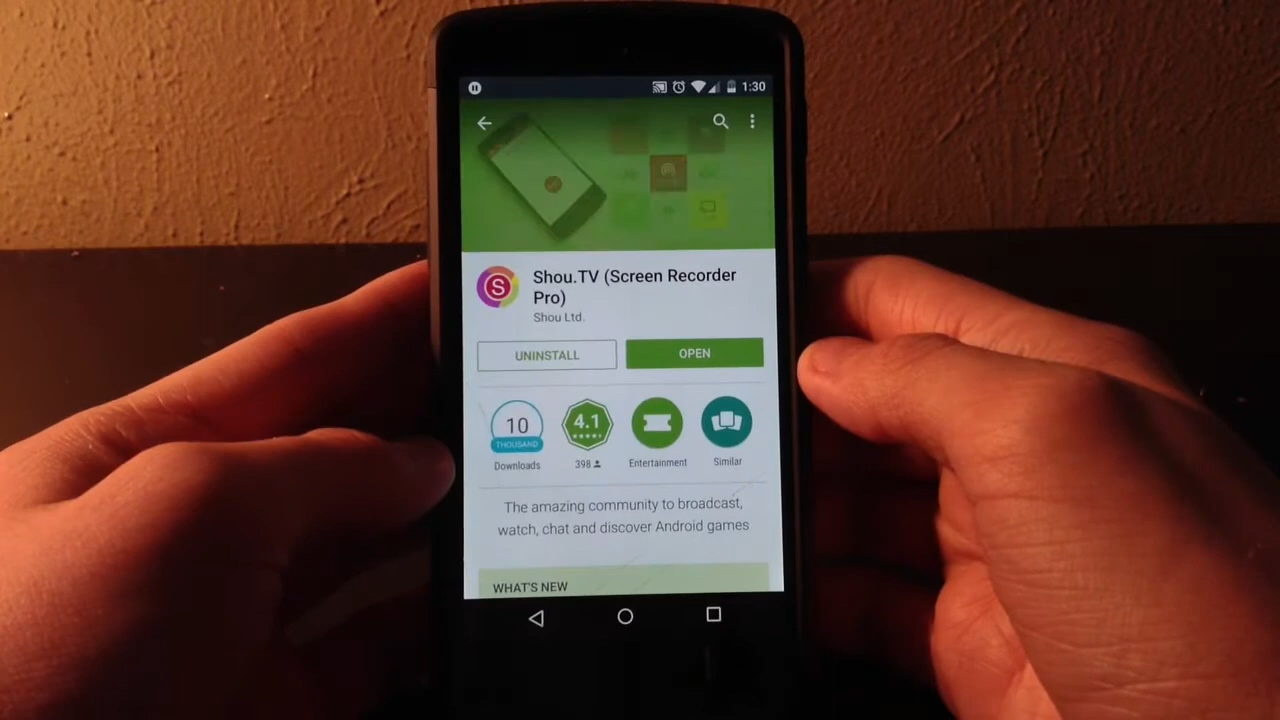 1:30
Shou.TV (Screen Recorder
Pro)
S
Shou Ltd.
UNINSTALL
OPEN
10
THOUSAND
4.1
Downloads
398
Entertainment
Similar
The amazing community to broadcast,
watch, chat and discover Android games
WHAT'S NEW